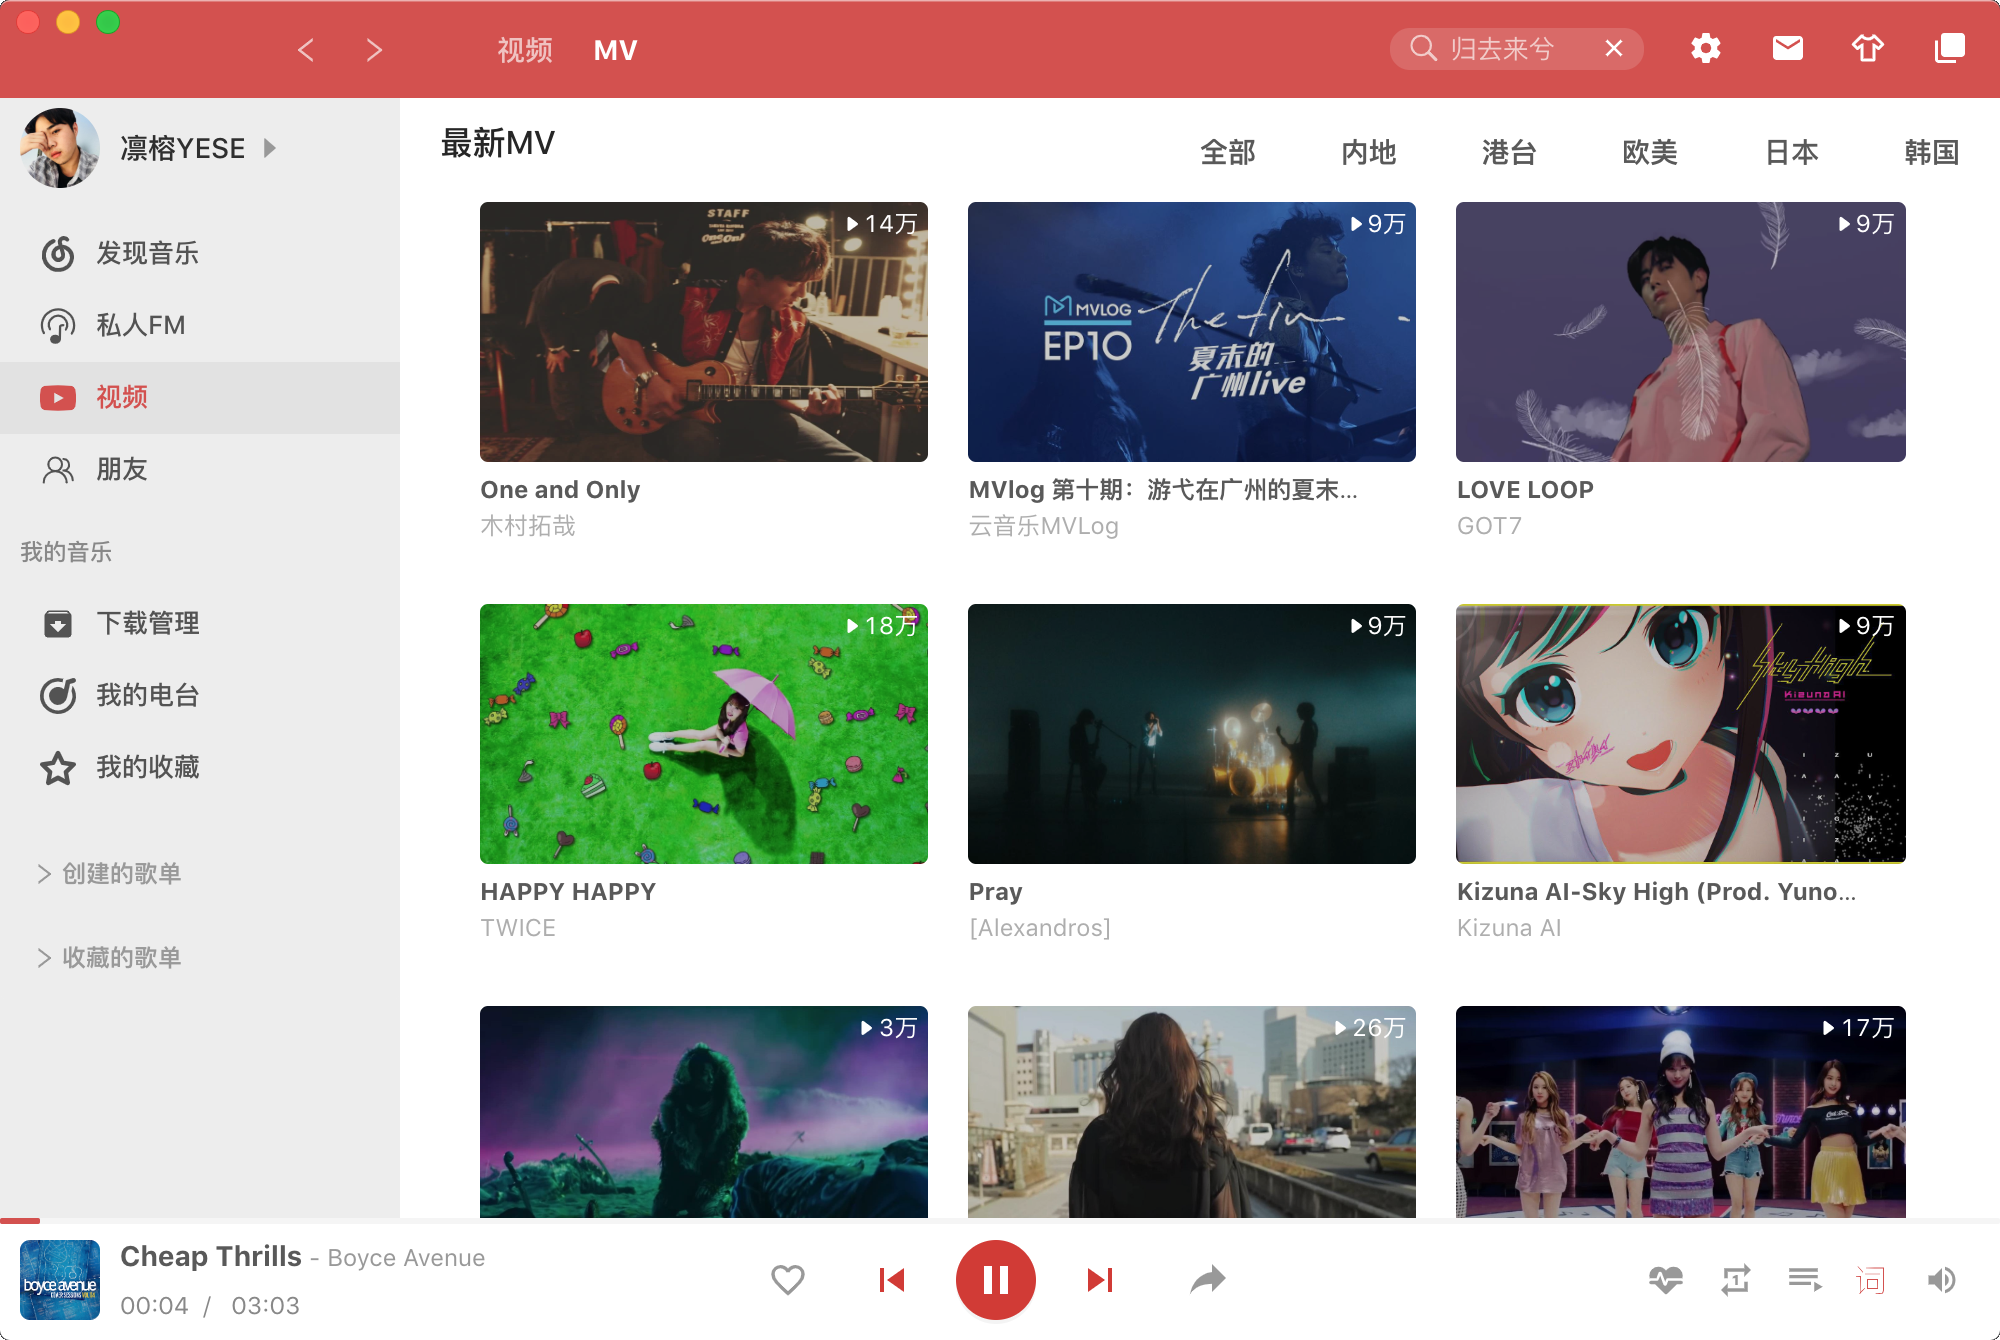 视频
MV
归去来兮
凛榕YESE
发现音乐
私人FM
视频
朋友
我的音乐
下载管理
我的电台
我的收藏
创建的歌单
收藏的歌单
最新MV
全部
内地
港台
欧美
日本
韩国
STAFF
One Only
14万
One and Only
木村拓哉
MVLOG
EP10
The fin.
夏末的
广州live
9万
MVlog 第十期：游弋在广州的夏末...
云音乐MVLog
9万
LOVE LOOP
GOT7
18万
HAPPY HAPPY
TWICE
9万
Pray
[Alexandros]
9万
Sky High
Kizuna AI
Kizuna AI-Sky High (Prod. Yuno...
Kizuna AI
3万
26万
17万
boyce avenue
Cheap Thrills - Boyce Avenue
00:04 / 03:03
1
词